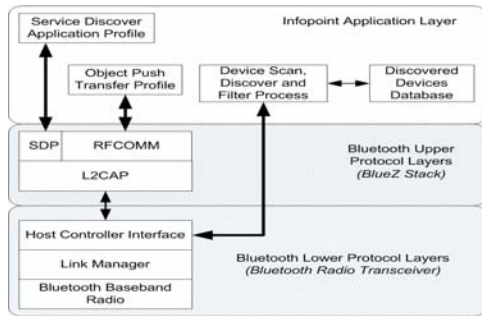 Service Discover
Application Profile
Infopoint Application Layer
Object Push
Transfer Profile
Device Scan,
Discover and
Filter Process
Discovered
Devices
Database
SDP
RFCOMM
L2CAP
Bluetooth Upper
Protocol Layers
(BlueZ Stack)
Host Controller Interface
Link Manager
Bluetooth Baseband
Radio
Bluetooth Lower Protocol Layers
(Bluetooth Radio Transceiver)